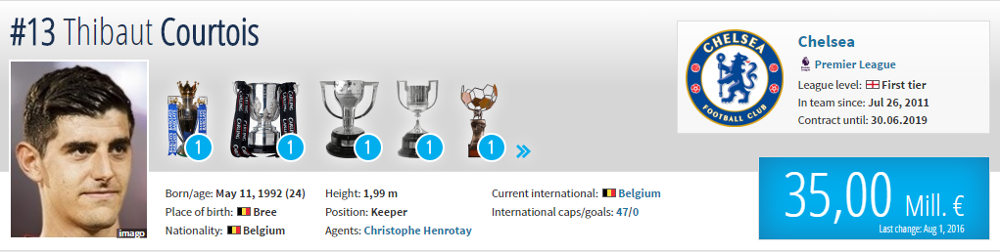 #13 Thibaut Courtois
CHELSEA
FOOTBALL CLUB
Chelsea
Premier League
League level: First tier
In team since: Jul 26, 2011
Contract until: 30.06.2019
CARLING
CARLING
1
1
1
1
1
»
imago
Born/age: May 11, 1992 (24)
Place of birth: Bree
Nationality: Belgium
Height: 1,99 m
Position: Keeper
Agents: Christophe Henrotay
Current international: Belgium
International caps/goals: 47/0
35,00 Mill. €
Last change: Aug 1, 2016